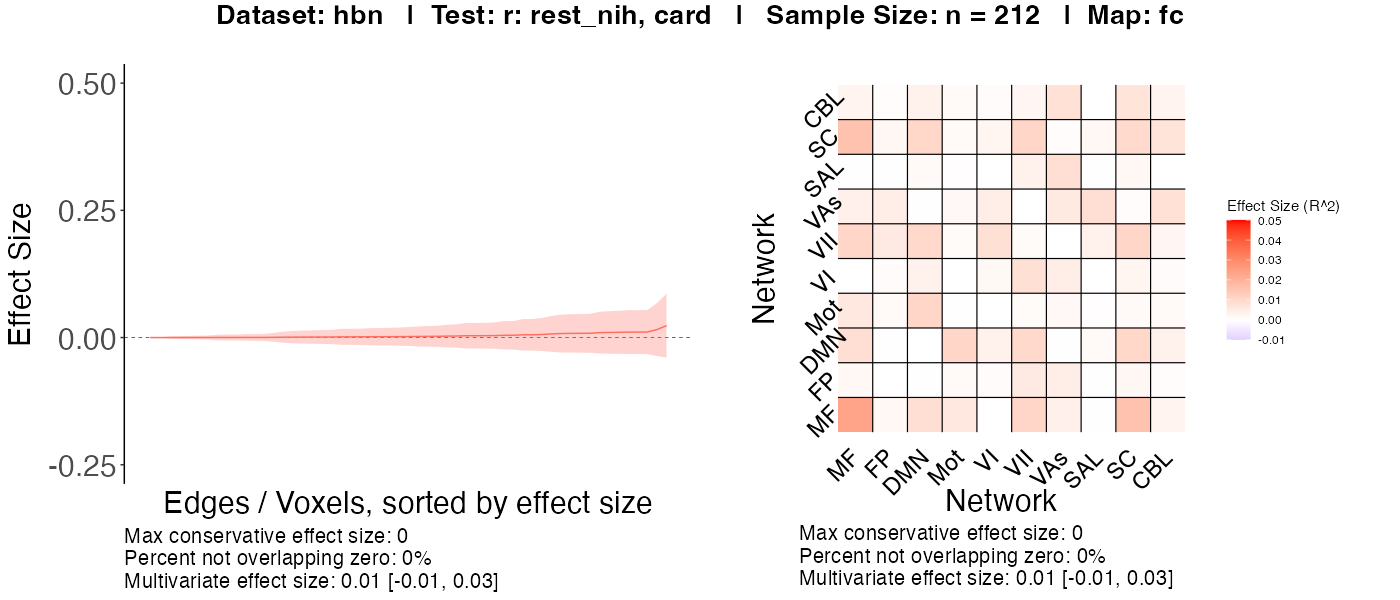 Dataset: hbn | Test: r: rest_nih, card | Sample Size: n = 212 | Map: fc
Effect Size
0.50
0.25
0.00
-0.25
Edges / Voxels, sorted by effect size
Max conservative effect size: 0
Percent not overlapping zero: 0%
Multivariate effect size: 0.01 [-0.01, 0.03]
Network
CBL
SC
SAL
VAs
VII
VI
Mot
DMN
FP
MF
MF FP DMN Mot VI VII VAs SAL SC CBL
Network
Max conservative effect size: 0
Percent not overlapping zero: 0%
Multivariate effect size: 0.01 [-0.01, 0.03]
Effect Size (R^2)
0.05
0.04
0.03
0.02
0.01
0.00
-0.01